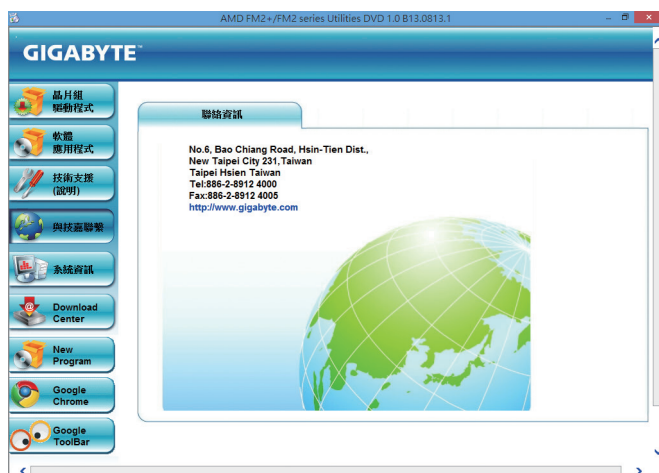 AMD FM2+/FM2 series Utilities DVD 1.0 B13.0813.1
GIGABYTE™
晶片組
驅動程式
軟體
應用程式
技術支援
(說明)
與技嘉聯繫
系統資訊
Download
Center
New
Program
Google
Chrome
Google
ToolBar
聯絡資訊
No.6, Bao Chiang Road, Hsin-Tien Dist.,
New Taipei City 231,Taiwan
Taipei Hsien Taiwan
Tel:886-2-8912 4000
Fax:886-2-8912 4005
http://www.gigabyte.com